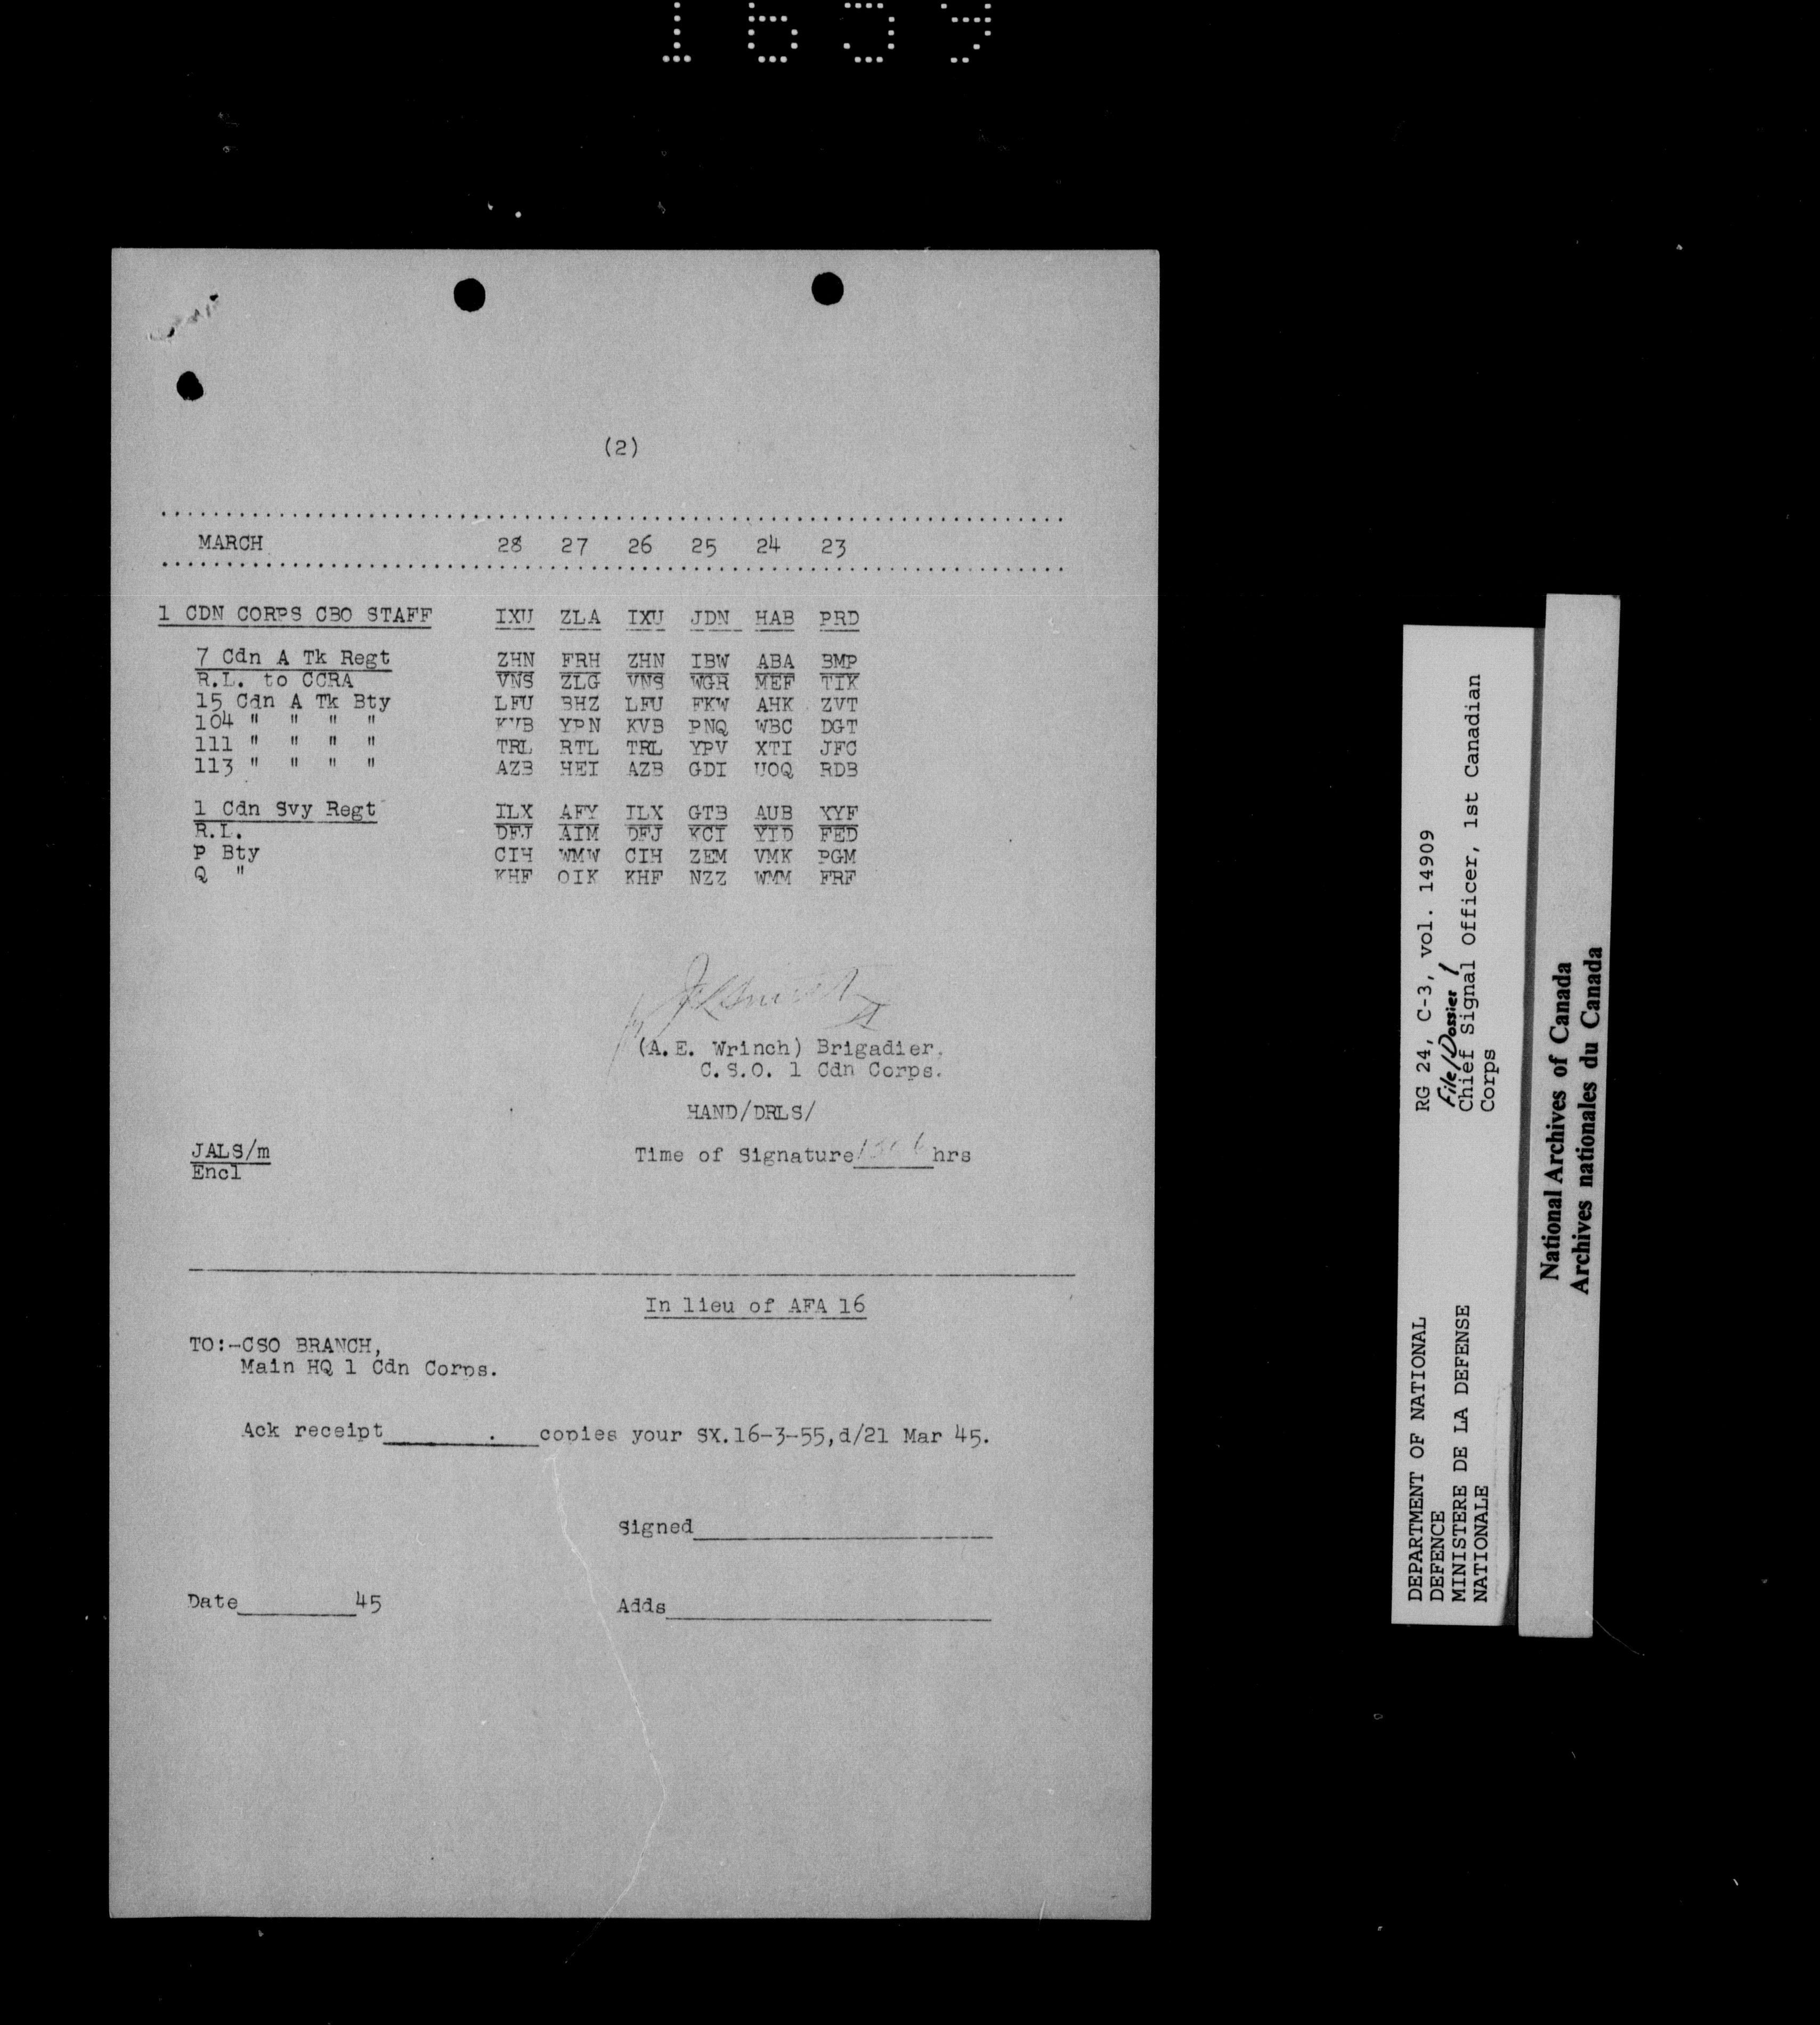 (2)
MARCH 28 27 26 25 24 23
1 CDN CORPS CBO STAFF IXU ZLA IXU JDN HAB PRD
7 Cdn A Tk Regt ZHN FRH ZHN IBW ABA BMP
R.L. to CCRA VNS ZLG VNS WGR MEF TIK
15 Cdn A Tk Bty LFU BHZ LFU FKW AHK ZVT
104 " " " " KVB YPN KVB PNQ WBC DGT
111 " " " " TRL RTL TRL YPV XTI JFC
113 " " " " AZB HEI AZB GDI UOQ RDB
1 Cdn Svy Regt ILX AFY ILX GTB AUB XYF
R.L. DFJ AIM DFJ KCI YID FED
P Bty CIH WMW CIH ZEM VMK PGM
Q " KHF OIK KHF NZZ WMM FRF
(A.E. Wrinch) Brigadier,
C.S.O. 1 Cdn Corps.
HAND/DRLS/
JALS/m
Encl
Time of Signature hrs
In lieu of AFA 16
TO:-CSO BRANCH,
Main HQ 1 Cdn Corps.
Ack receipt . copies your SX.16-3-55,d/21 Mar 45.
Signed
Date 45
Adds
DEPARTMENT OF NATIONAL
DEFENCE
MINISTERE DE LA DEFENSE
NATIONALE
RG 24, C-3, vol. 14909
File/Dossier 1
Chief Signal Officer, 1st Canadian
Corps
National Archives of Canada
Archives nationales du Canada